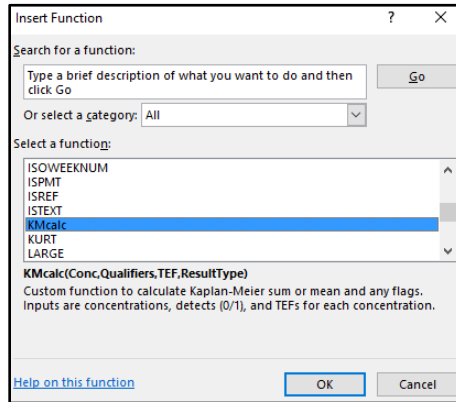 Insert Function
? X
Search for a function:
Type a brief description of what you want to do and then
click Go
Go
Or select a category: All
Select a function:
ISOWEEKNUM
ISPMT
ISREF
ISTEXT
KMcalc
KURT
LARGE
KMcalc(Conc,Qualifiers,TEF,ResultType)
Custom function to calculate Kaplan-Meier sum or mean and any flags.
Inputs are concentrations, detects (0/1), and TEFs for each concentration.
Help on this function
OK
Cancel